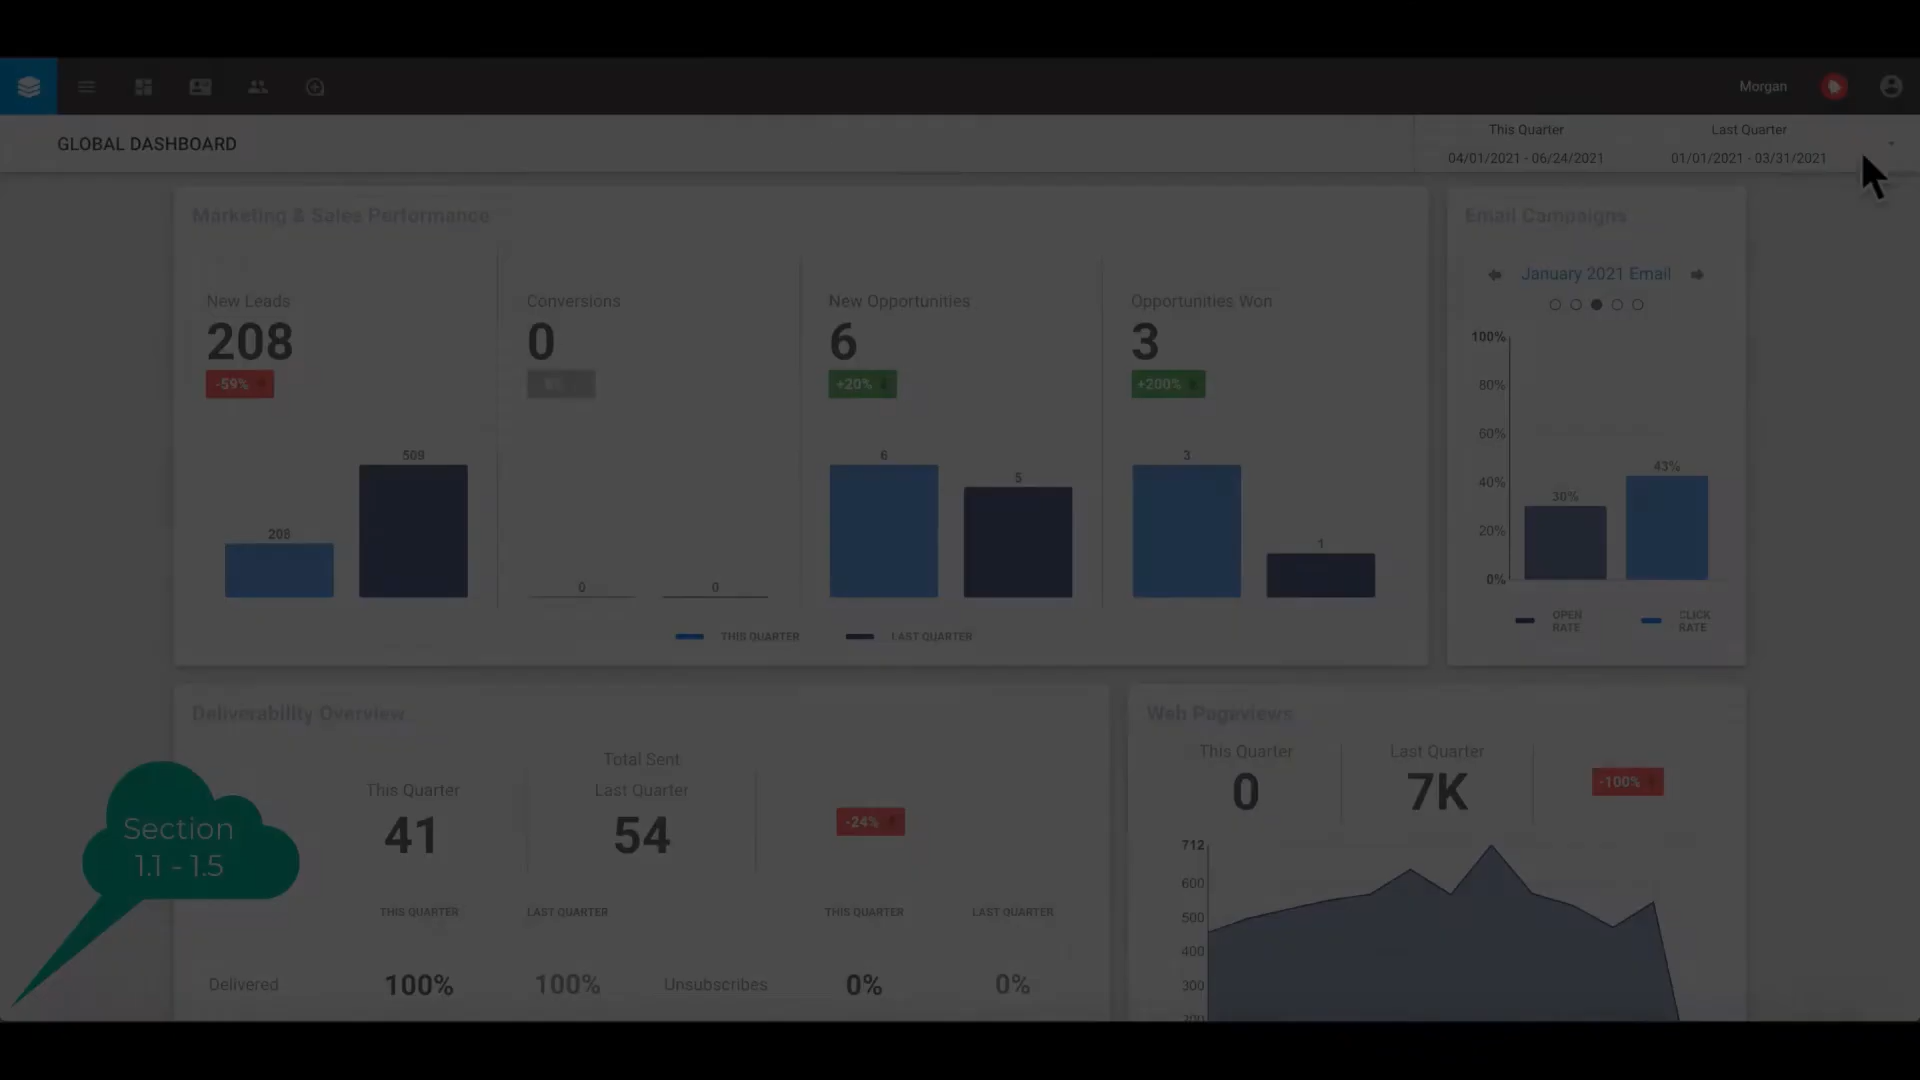 Morgan
GLOBAL DASHBOARD
This Quarter
04/01/2021 - 06/24/2021
Last Quarter
01/01/2021 - 03/31/2021
Marketing & Sales Performance
New Leads
208
-59%
208
509
Conversions
0
0
0
New Opportunities
6
+20%
6
5
Opportunities Won
3
+200%
3
1
THIS QUARTER
LAST QUARTER
Email Campaigns
January 2021 Email
100%
80%
60%
40%
20%
0%
30%
43%
OPEN
RATE
CLICK
RATE
Deliverability Overview
Total Sent
This Quarter
41
Last Quarter
54
-24%
THIS QUARTER
LAST QUARTER
THIS QUARTER
LAST QUARTER
Delivered
100%
100%
Unsubscribes
0%
0%
Web Pageviews
This Quarter
0
Last Quarter
7K
-100%
712
600
500
400
300
200
Section
1.1 - 1.5